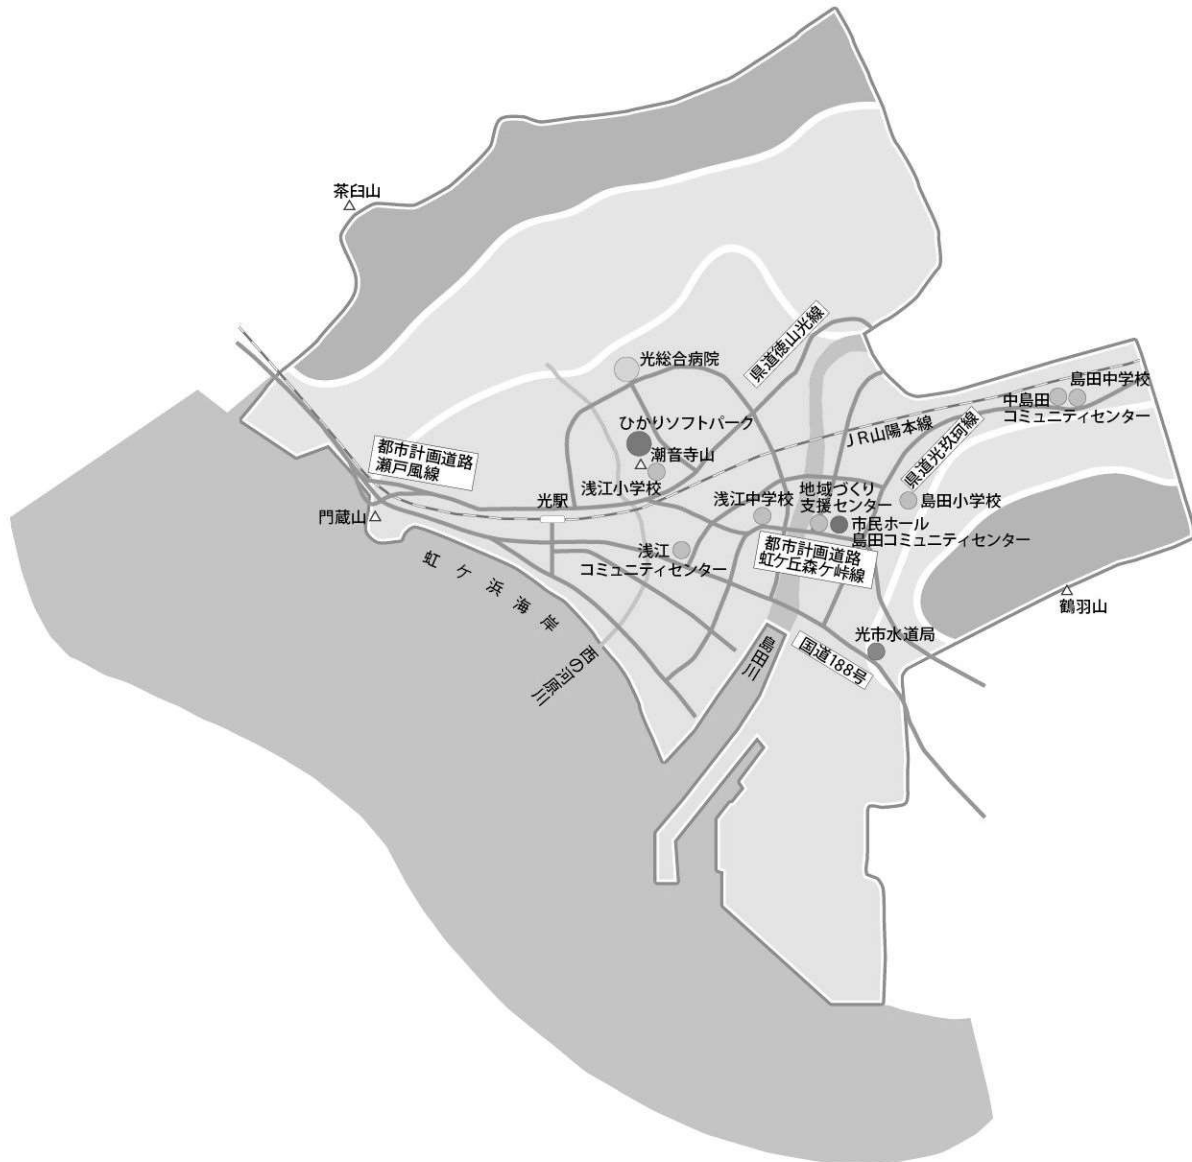 茶臼山
県道徳山光線
光総合病院
島田中学校
中島田
コミュニティセンター
ひかりソフトパーク
JR山陽本線
県道光玖珂線
都市計画道路
瀬戸風線
潮音寺山
浅江小学校
光駅
浅江中学校
地域づくり
支援センター
島田小学校
門蔵山
市民ホール
島田コミュニティセンター
浅江
コミュニティセンター
都市計画道路
虹ケ丘森ケ峠線
虹ケ浜海岸
鶴羽山
西の河原川
島田川
国道188号
光市水道局